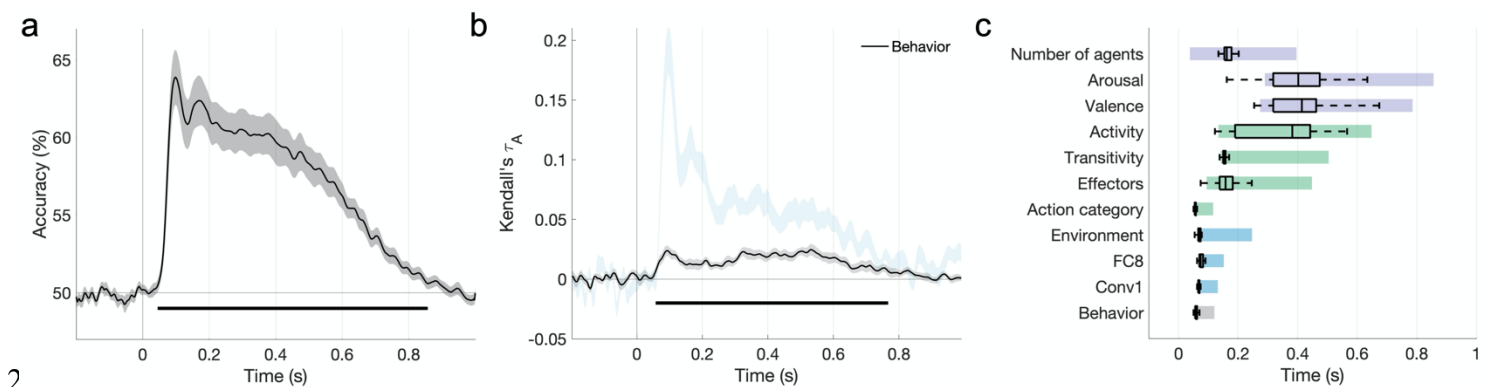 a
65
60
55
50
Accuracy (%)
0
0.2
0.4
0.6
0.8
Time (s)
b
0.2
0.15
0.1
0.05
0
-0.05
Kendall's τA
Behavior
0
0.2
0.4
0.6
0.8
Time (s)
c
Number of agents
Arousal
Valence
Activity
Transitivity
Effectors
Action category
Environment
FC8
Conv1
Behavior
0
0.2
0.4
0.6
0.8
1
Time (s)